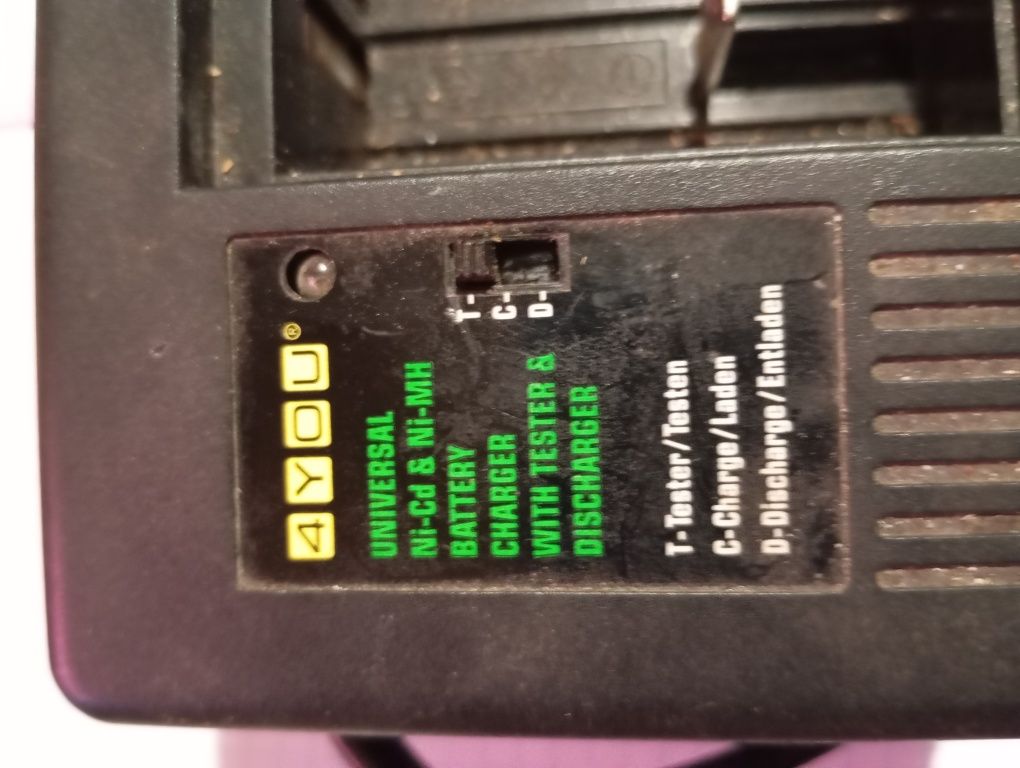 4YOU®
UNIVERSAL
Ni-Cd & Ni-MH
BATTERY
CHARGER
WITH TESTER &
DISCHARGER
T-
C-
D-
T-Tester/Testen
C-Charge/Laden
D-Discharge/Entladen